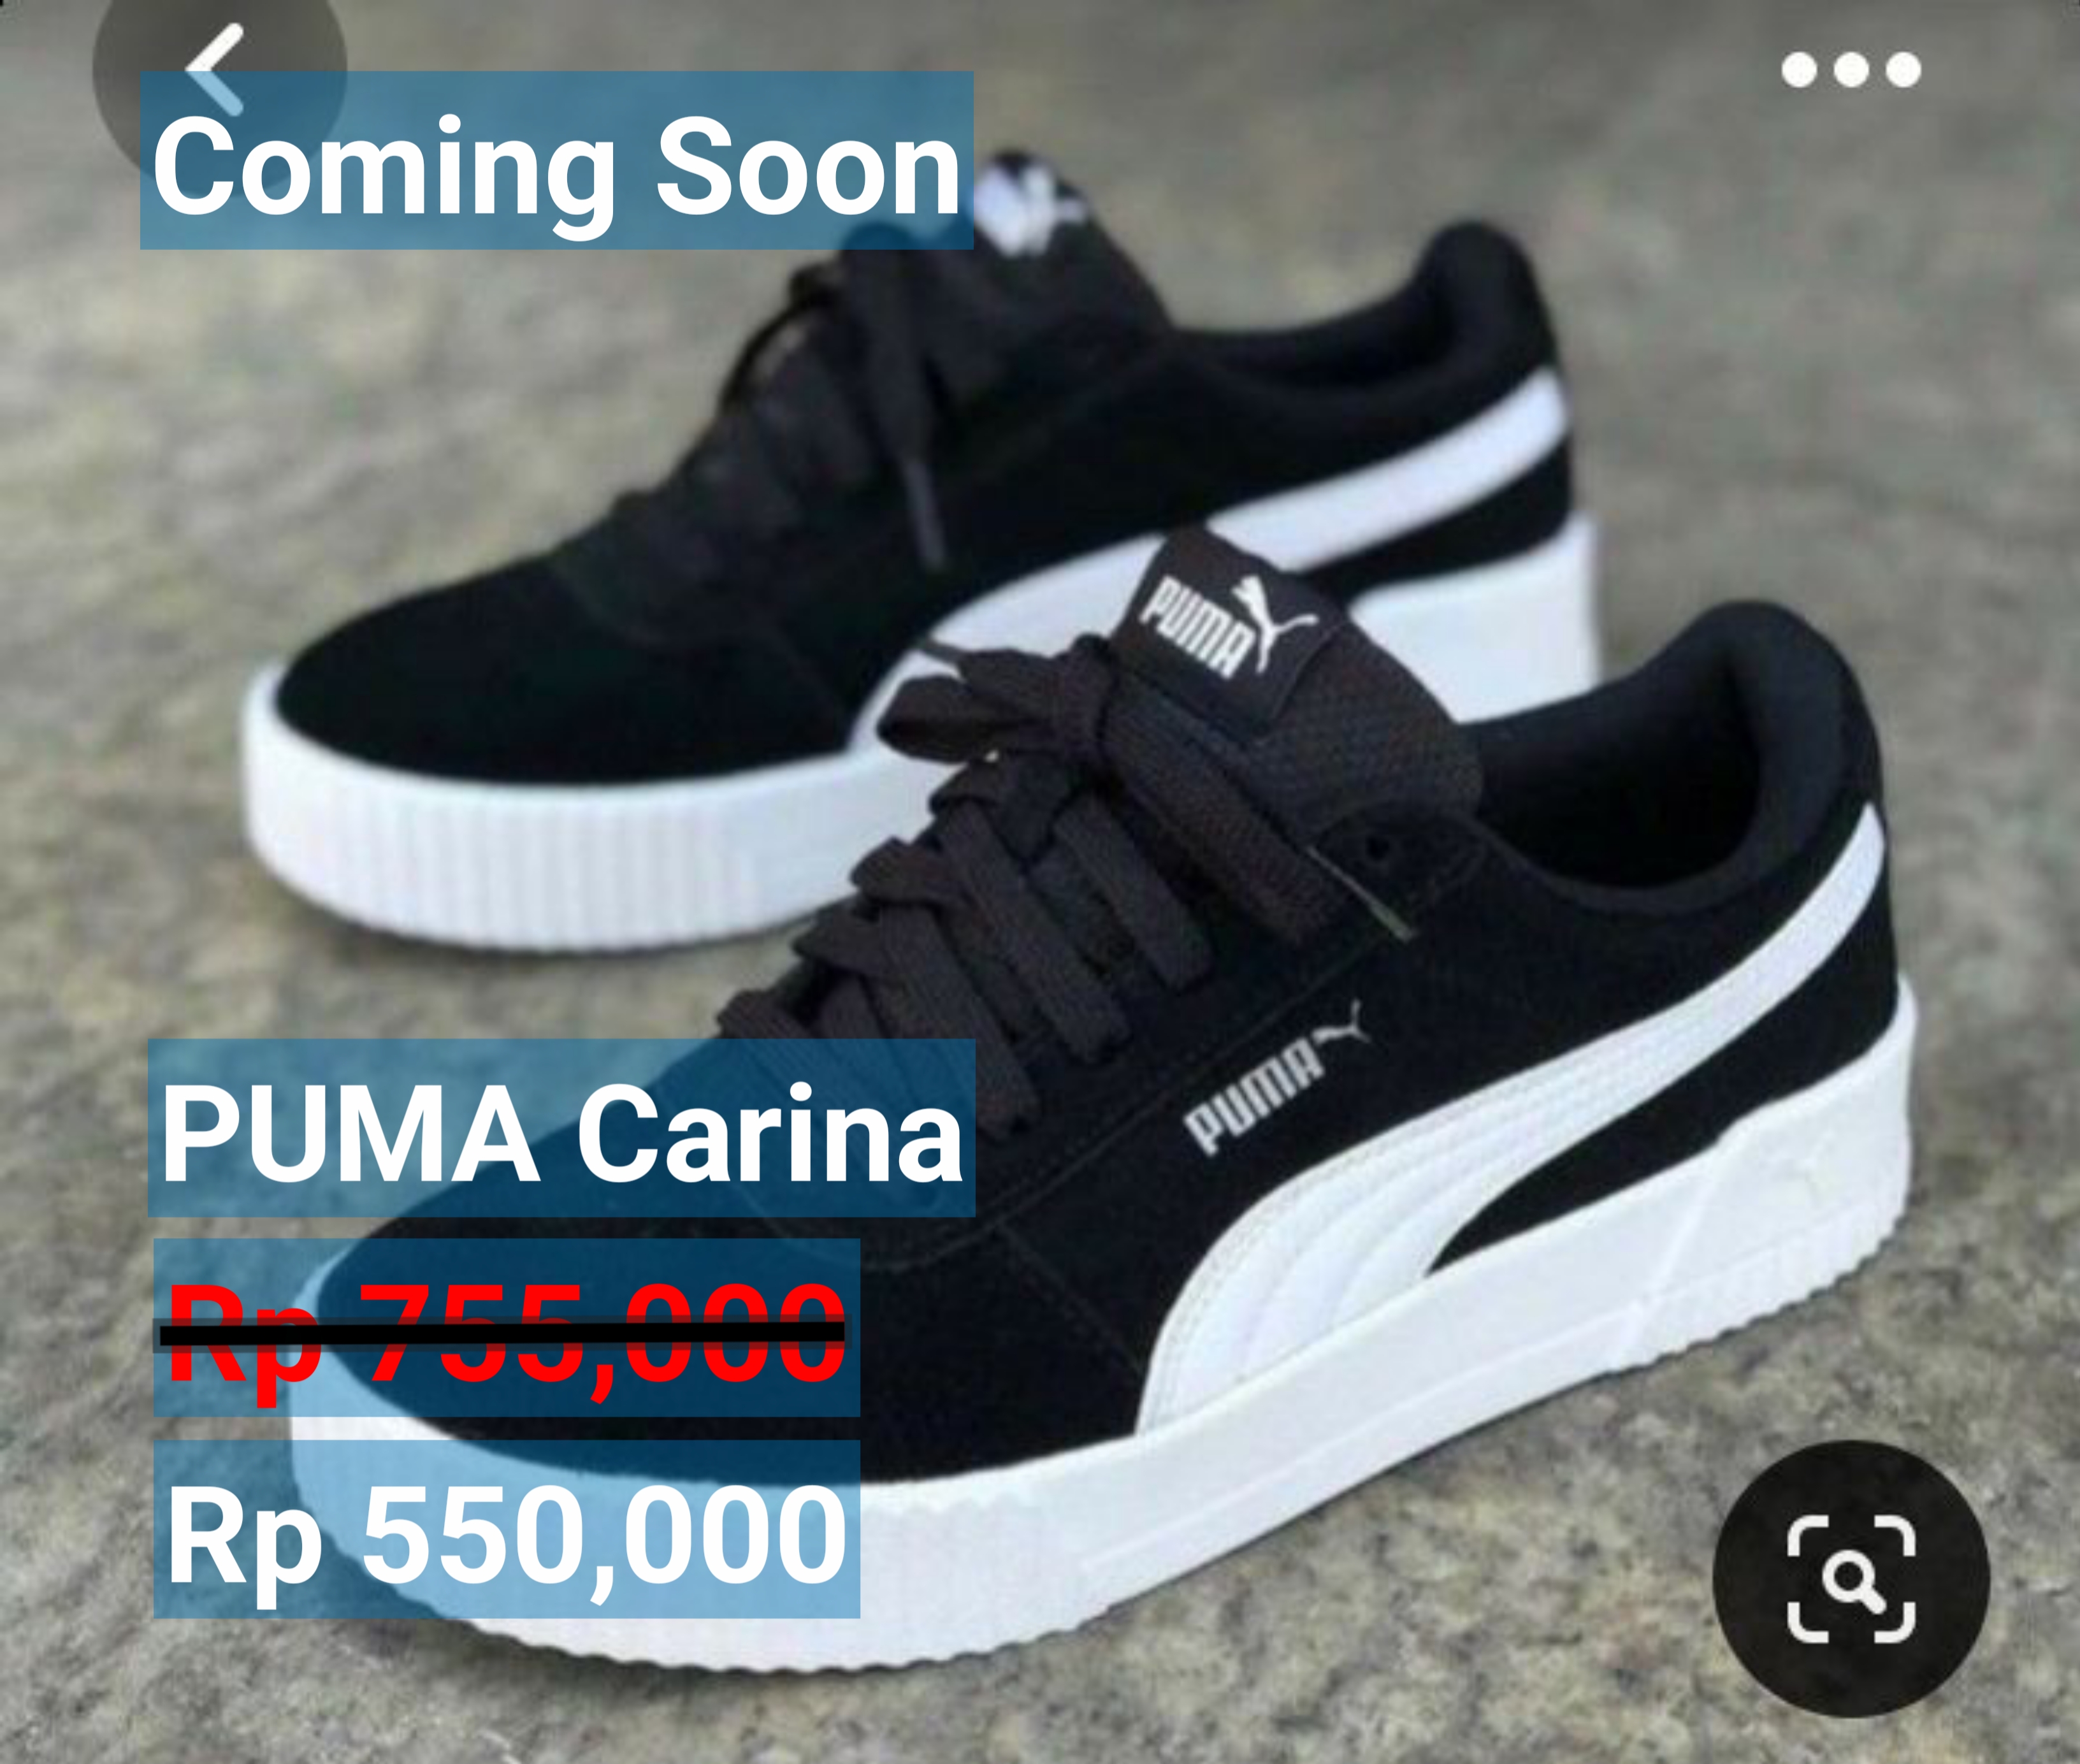 Coming Soon
PUMA
PUMA
PUMA Carina
Rp 755,000
Rp 550,000